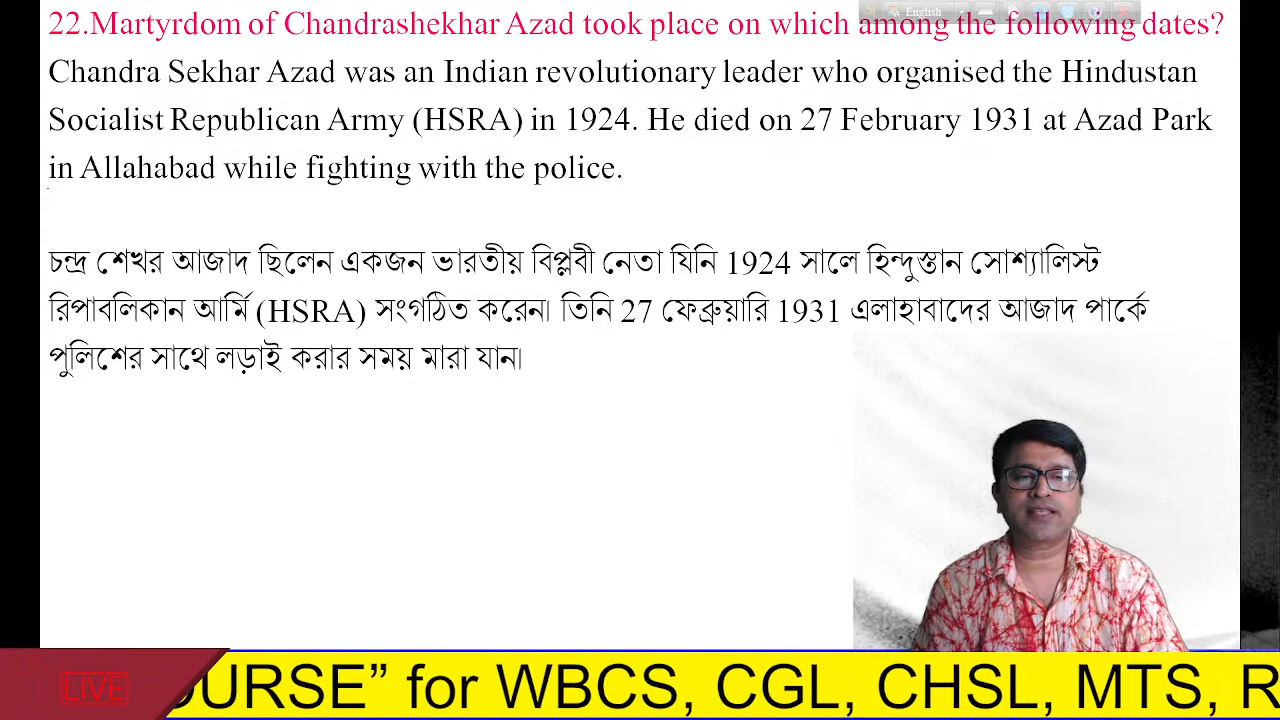 English
22.Martyrdom of Chandrashekhar Azad took place on which among the following dates?
Chandra Sekhar Azad was an Indian revolutionary leader who organised the Hindustan
Socialist Republican Army (HSRA) in 1924. He died on 27 February 1931 at Azad Park
in Allahabad while fighting with the police.
চন্দ্র শেখর আজাদ ছিলেন একজন ভারতীয় বিপ্লবী নেতা যিনি 1924 সালে হিন্দুস্তান সোশ্যালিস্ট
রিপাবলিকান আর্মি (HSRA) সংগঠিত করেন। তিনি 27 ফেব্রুয়ারি 1931 এলাহাবাদের আজাদ পার্কে
পুলিশের সাথে লড়াই করার সময় মারা যান।
LIVE
OURSE” for WBCS, CGL, CHSL, MTS, R